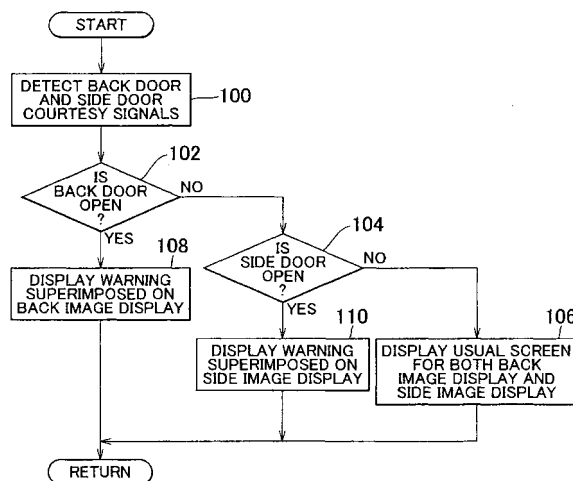 START
DETECT BACK DOOR
AND SIDE DOOR
COURTESY SIGNALS
100
102
IS
BACK DOOR
OPEN
?
NO
YES
104
IS
SIDE DOOR
OPEN
?
NO
YES
108
DISPLAY WARNING
SUPERIMPOSED ON
BACK IMAGE DISPLAY
110
DISPLAY WARNING
SUPERIMPOSED ON
SIDE IMAGE DISPLAY
106
DISPLAY USUAL SCREEN
FOR BOTH BACK
IMAGE DISPLAY AND
SIDE IMAGE DISPLAY
RETURN